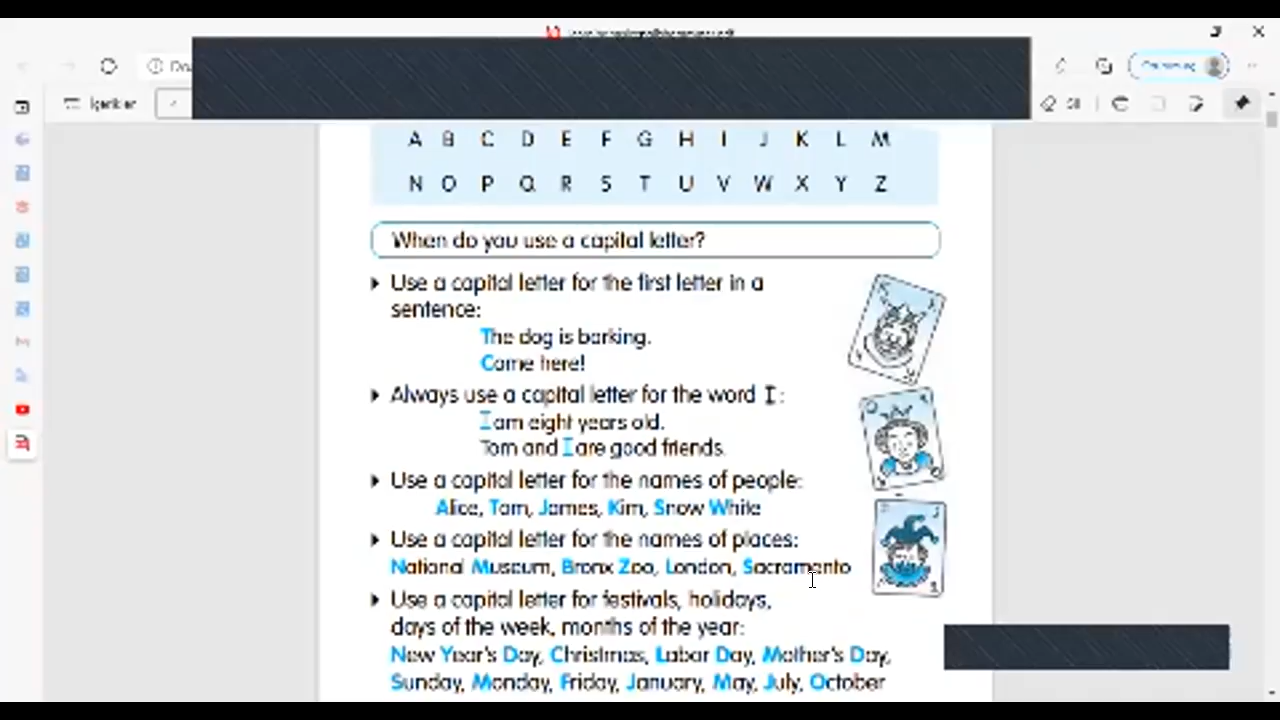 İçerikler
A B C D E F G H I J K L M
N O P Q R S T U V W X Y Z
When do you use a capital letter?
Use a capital letter for the first letter in a
sentence:
The dog is barking.
Come here!
Always use a capital letter for the word I:
I am eight years old.
Tom and I are good friends.
Use a capital letter for the names of people:
Alice, Tom, James, Kim, Snow White
Use a capital letter for the names of places:
National Museum, Bronx Zoo, London, Sacramento
Use a capital letter for festivals, holidays,
days of the week, months of the year:
New Year's Day, Christmas, Labor Day, Mother's Day,
Sunday, Monday, Friday, January, May, July, October